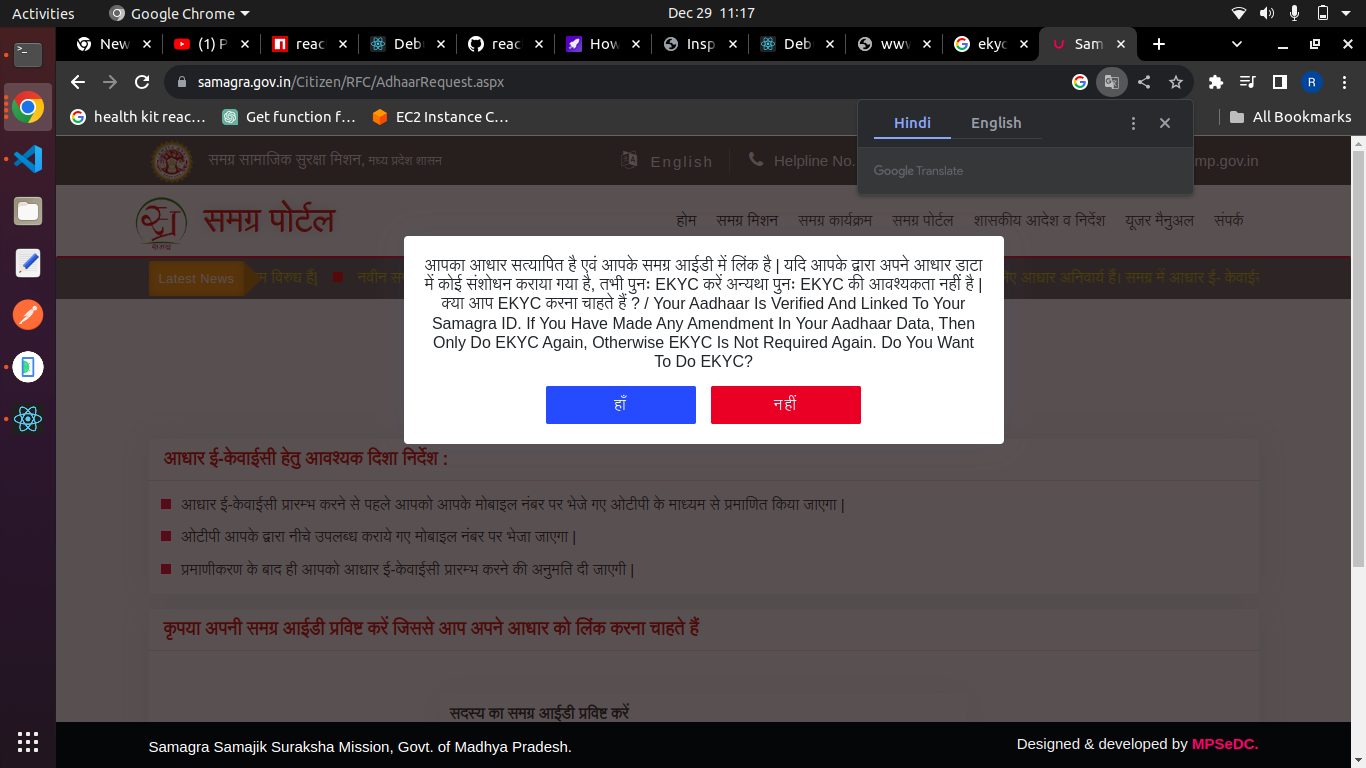 Activities
Google Chrome
Dec 29 11:17
New
(1) P
reac
Debu
reac
How
Insp
Debu
www
ekyc
Sam
samagra.gov.in/Citizen/RFC/AdhaarRequest.aspx
R
health kit reac...
Get function f...
EC2 Instance C...
All Bookmarks
Hindi
English
Google Translate
समग्र सामाजिक सुरक्षा मिशन, मध्य प्रदेश शासन
English
Helpline No.
mp.gov.in
समग्र
समग्र पोर्टल
होम
समग्र मिशन
समग्र कार्यक्रम
समग्र पोर्टल
शासकीय आदेश व निर्देश
यूजर मैनुअल
संपर्क
Latest News
विरुध है|
नवीन
आधार अनिवार्य हैं। समग्र में आधार ई-
आपका आधार सत्यापित है एवं आपके समग्र आईडी में लिंक है | यदि आपके द्वारा अपने आधार डाटा
में कोई संशोधन कराया गया है, तभी पुनः EKYC करें अन्यथा पुनः EKYC की आवश्यकता नहीं है |
क्या आप EKYC करना चाहते हैं ? / Your Aadhaar Is Verified And Linked To Your
Samagra ID. If You Have Made Any Amendment In Your Aadhaar Data, Then
Only Do EKYC Again, Otherwise EKYC Is Not Required Again. Do You Want
To Do EKYC?
हाँ
नहीं
आधार ई-केवाईसी हेतु आवश्यक दिशा निर्देश :
आधार ई-केवाईसी प्रारम्भ करने से पहले आपको आपके मोबाइल नंबर पर भेजे गए ओटीपी के माध्यम से प्रमाणित किया जाएगा |
ओटीपी आपके द्वारा नीचे उपलब्ध कराये गए मोबाइल नंबर पर भेजा जाएगा |
प्रमाणीकरण के बाद ही आपको आधार ई-केवाईसी प्रारम्भ करने की अनुमति दी जाएगी |
कृपया अपनी समग्र आईडी प्रविष्ट करें जिससे आप अपने आधार को लिंक करना चाहते हैं
सदस्य का समग्र आईडी प्रविष्ट करें
Samagra Samajik Suraksha Mission, Govt. of Madhya Pradesh.
Designed & developed by MPSeDC.